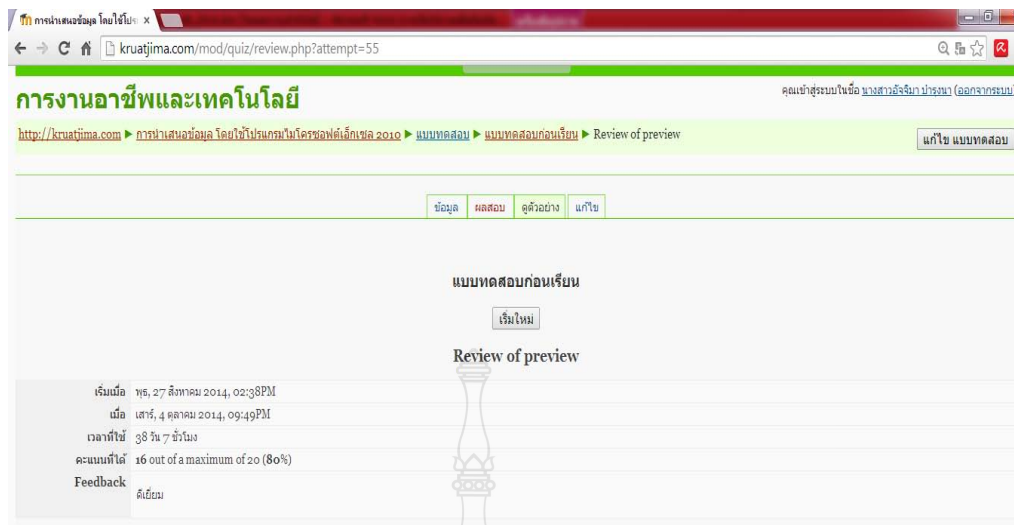 การนำเสนอข้อมูล โดยใช้โปร
kruatjima.com/mod/quiz/review.php?attempt=55
การงานอาชีพและเทคโนโลยี
คุณเข้าสู่ระบบในชื่อ นางสาวอัจจิมา บำรุงนา (ออกจากระบบ)
http://kruatjima.com ► การนำเสนอข้อมูล โดยใช้โปรแกรมไมโครซอฟต์เอ็กเซล 2010 ► แบบทดสอบ ► แบบทดสอบก่อนเรียน ► Review of preview
แก้ไข แบบทดสอบ
ข้อมูล ผลสอบ ดูตัวอย่าง แก้ไข
แบบทดสอบก่อนเรียน
เริ่มใหม่
Review of preview
เริ่มเมื่อ พุธ, 27 สิงหาคม 2014, 02:38PM
เมื่อ เสาร์, 4 ตุลาคม 2014, 09:49PM
เวลาที่ใช้ 38 วัน 7 ชั่วโมง
คะแนนที่ได้ 16 out of a maximum of 20 (80%)
Feedback
ดีเยี่ยม